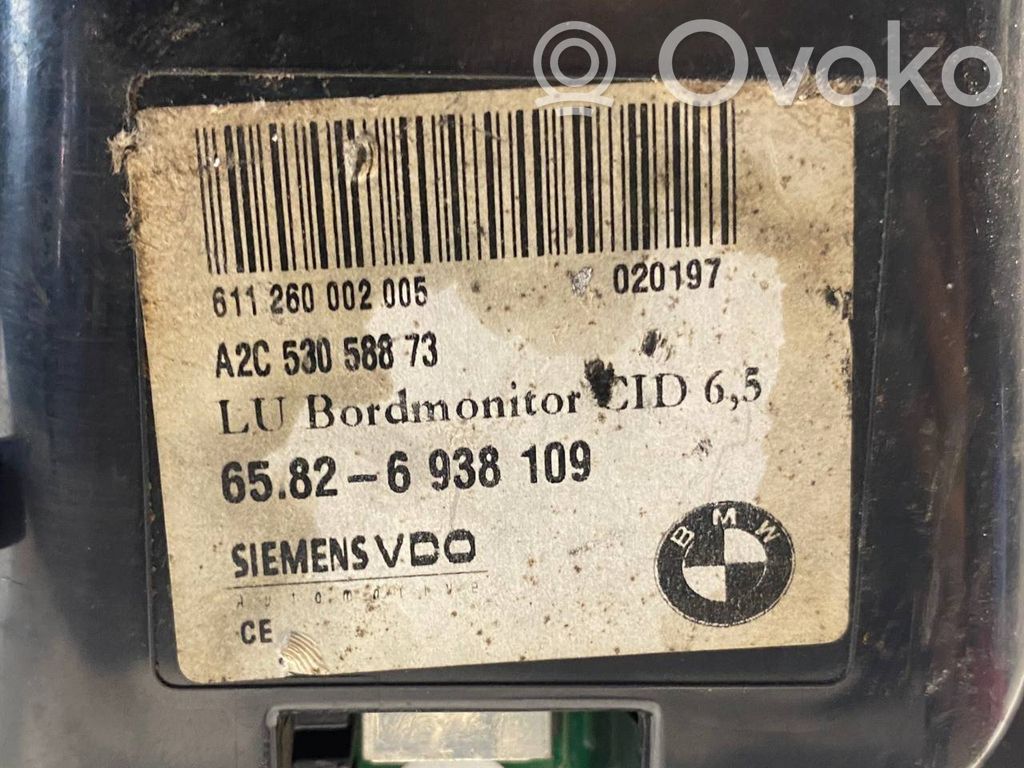 Ovoko
611 260 002 005 020197
A2C 530 588 73
LU Bordmonitor CID 6,5
65.82-6 938 109
SIEMENS VDO
Automotive
BMW
CE